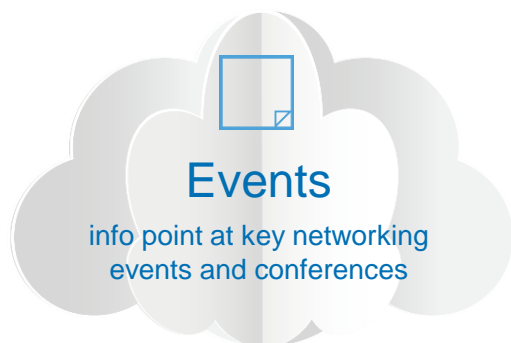 Events
info point at key networking
events and conferences